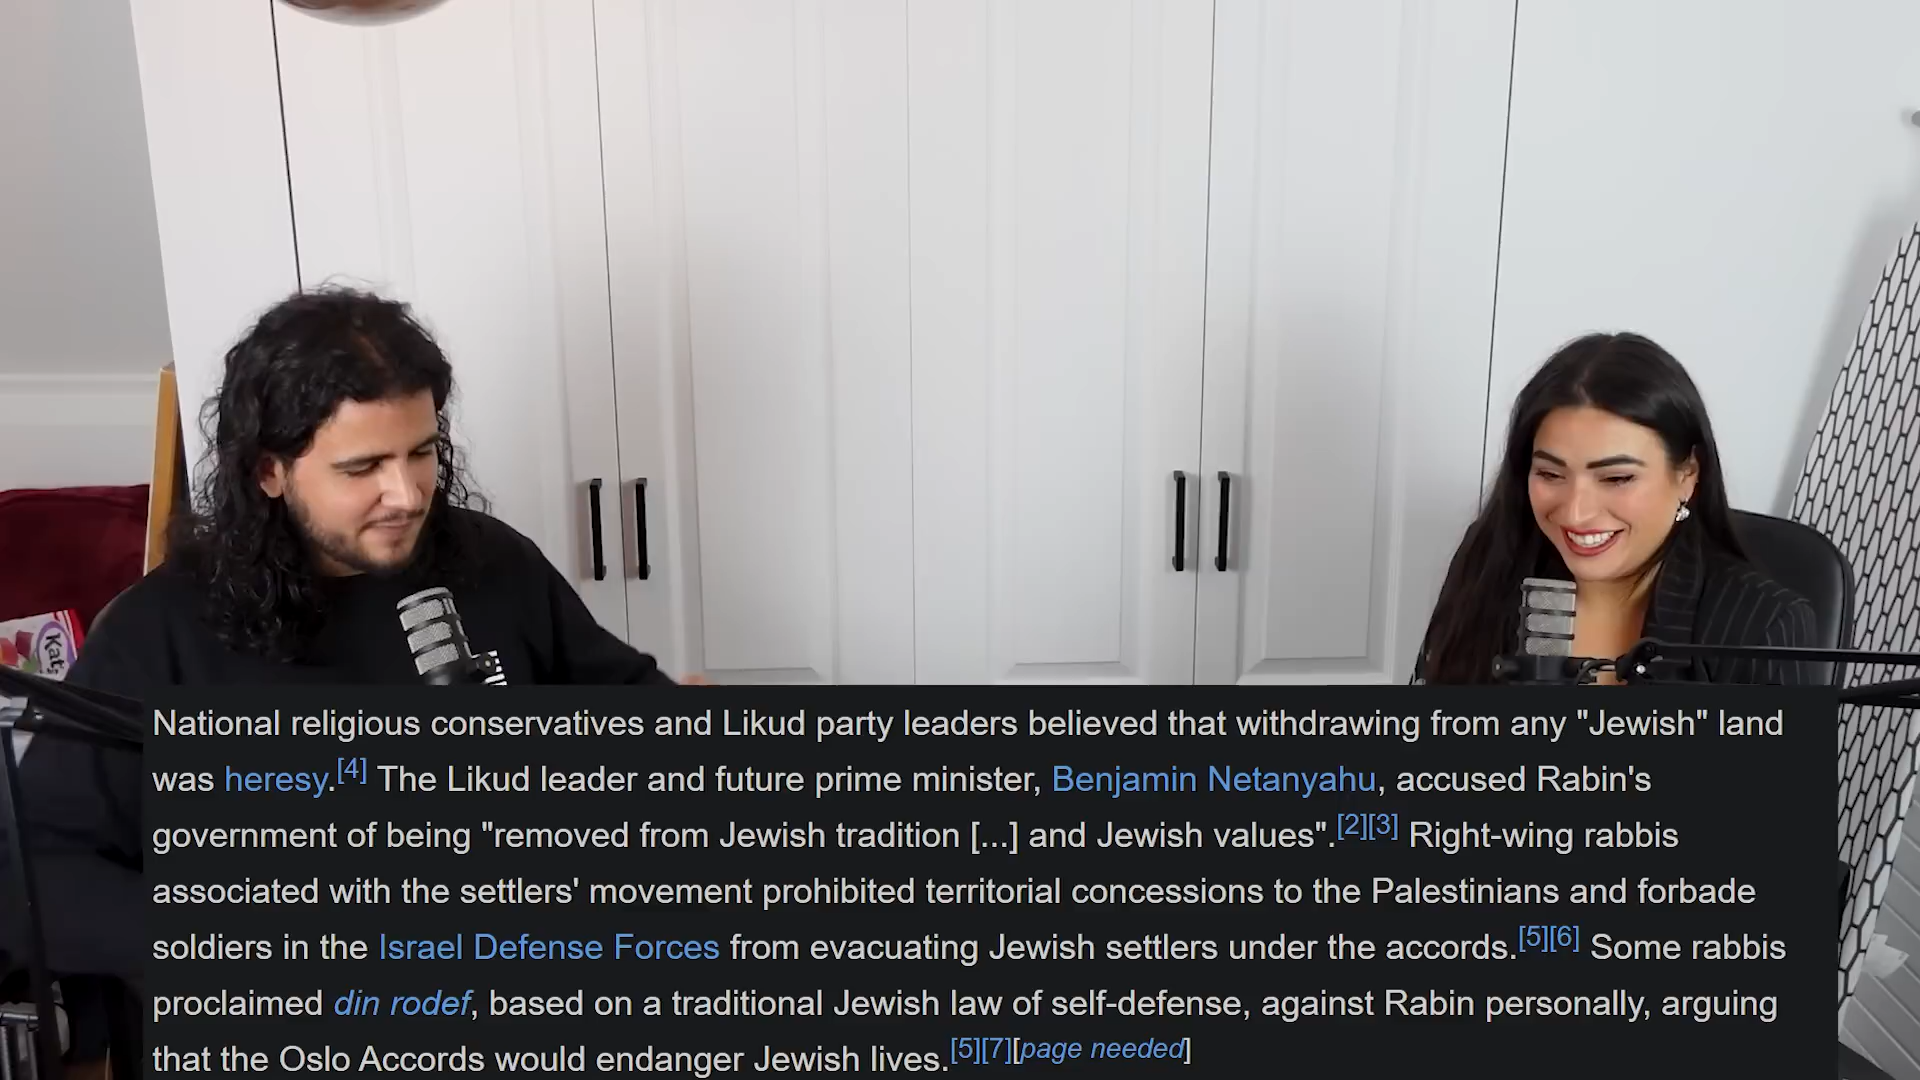 Kat
National religious conservatives and Likud party leaders believed that withdrawing from any "Jewish" land
was heresy.[4] The Likud leader and future prime minister, Benjamin Netanyahu, accused Rabin's
government of being "removed from Jewish tradition [...] and Jewish values".[2][3] Right-wing rabbis
associated with the settlers' movement prohibited territorial concessions to the Palestinians and forbade
soldiers in the Israel Defense Forces from evacuating Jewish settlers under the accords.[5][6] Some rabbis
proclaimed din rodef, based on a traditional Jewish law of self-defense, against Rabin personally, arguing
that the Oslo Accords would endanger Jewish lives.[5][7][page needed]